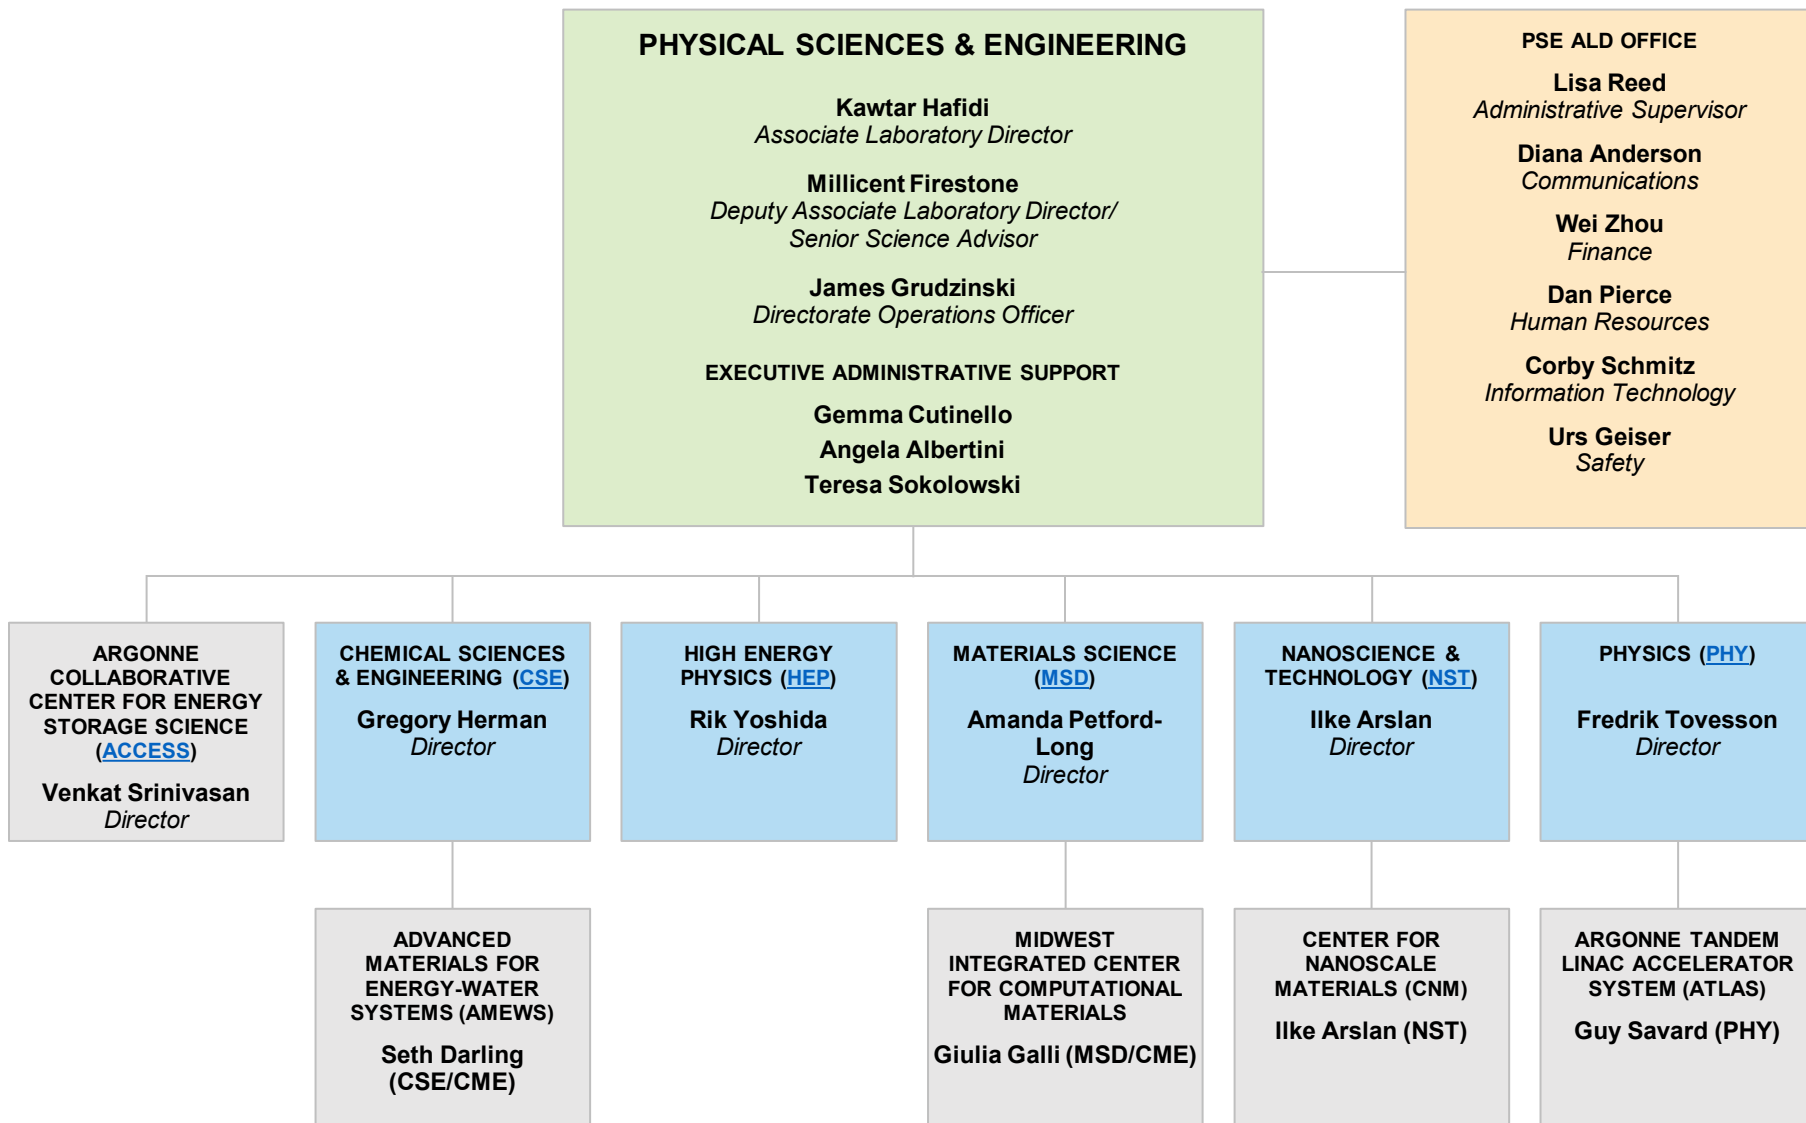 PHYSICAL SCIENCES & ENGINEERING
Kawtar Hafidi
Associate Laboratory Director
Millicent Firestone
Deputy Associate Laboratory Director/
Senior Science Advisor
James Grudzinski
Directorate Operations Officer
EXECUTIVE ADMINISTRATIVE SUPPORT
Gemma Cutinello
Angela Albertini
Teresa Sokolowski
PSE ALD OFFICE
Lisa Reed
Administrative Supervisor
Diana Anderson
Communications
Wei Zhou
Finance
Dan Pierce
Human Resources
Corby Schmitz
Information Technology
Urs Geiser
Safety
ARGONNE
COLLABORATIVE
CENTER FOR ENERGY
STORAGE SCIENCE
(ACCESS)
Venkat Srinivasan
Director
CHEMICAL SCIENCES
& ENGINEERING (CSE)
Gregory Herman
Director
HIGH ENERGY
PHYSICS (HEP)
Rik Yoshida
Director
MATERIALS SCIENCE
(MSD)
Amanda Petford-
Long
Director
NANOSCIENCE &
TECHNOLOGY (NST)
Ilke Arslan
Director
PHYSICS (PHY)
Fredrik Tovesson
Director
ADVANCED
MATERIALS FOR
ENERGY-WATER
SYSTEMS (AMEWS)
Seth Darling
(CSE/CME)
MIDWEST
INTEGRATED CENTER
FOR COMPUTATIONAL
MATERIALS
Giulia Galli (MSD/CME)
CENTER FOR
NANOSCALE
MATERIALS (CNM)
Ilke Arslan (NST)
ARGONNE TANDEM
LINAC ACCELERATOR
SYSTEM (ATLAS)
Guy Savard (PHY)